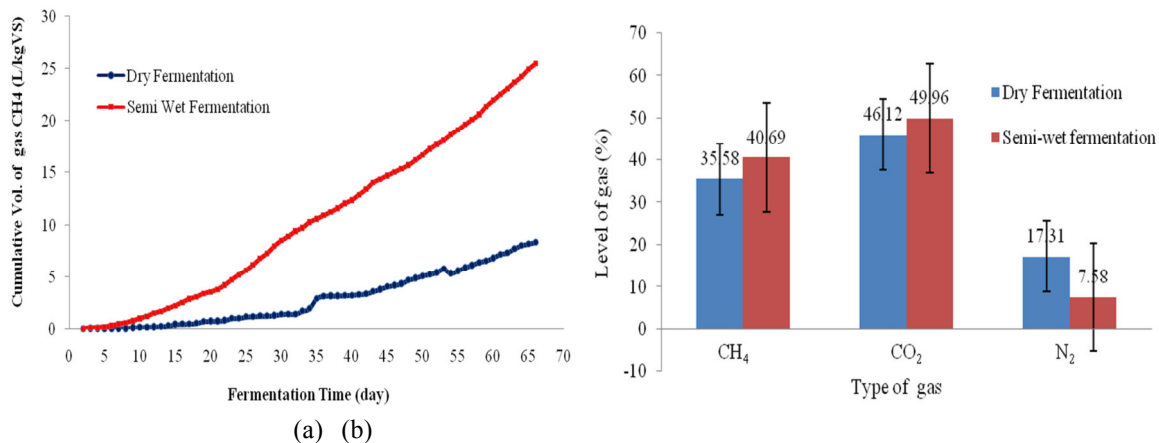 Cumulative Vol. of gas CH4 (L/kgVS)
30
25
20
15
10
5
0
Dry Fermentation
Semi Wet Fermentation
0 5 10 15 20 25 30 35 40 45 50 55 60 65 70
Fermentation Time (day)
Level of gas (%)
70
60
50
40
30
20
10
0
-10
Dry Fermentation
Semi-wet fermentation
35.58
40.69
46.12
49.96
17.31
7.58
CH4 CO2 N2
Type of gas
(a) (b)